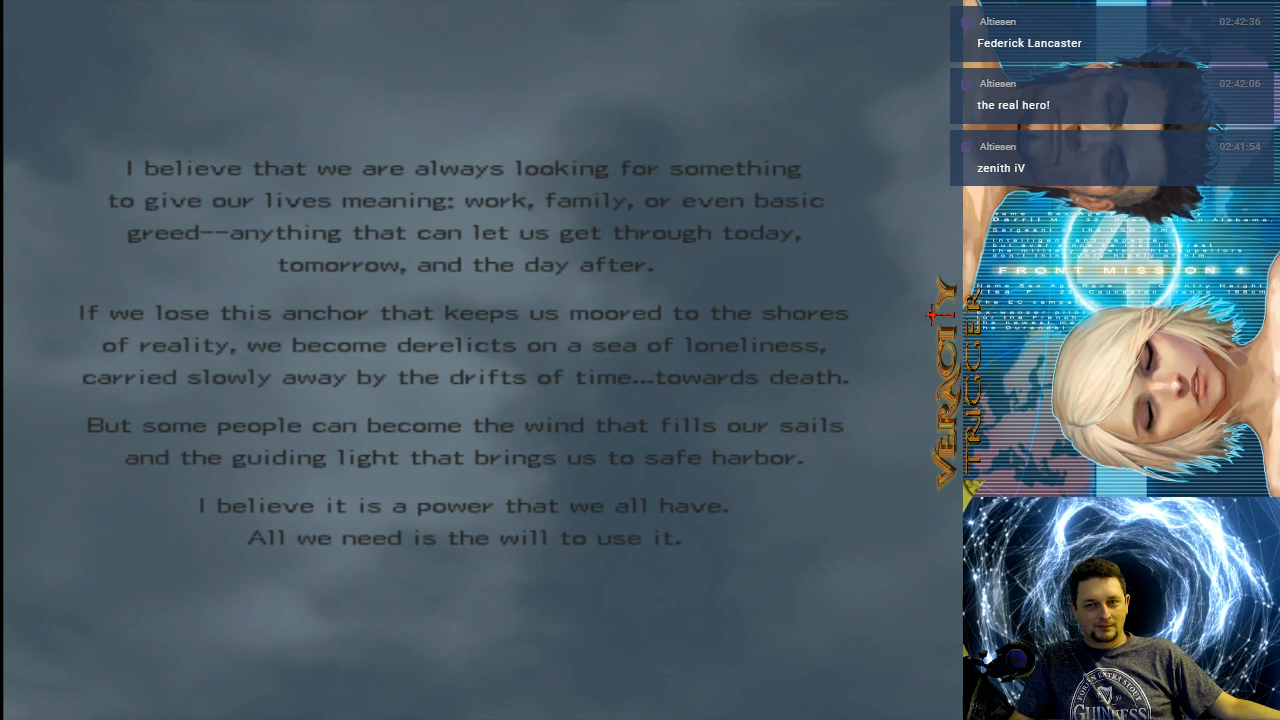 I believe that we are always looking for something
to give our lives meaning: work, family, or even basic
greed--anything that can let us get through today,
tomorrow, and the day after.
If we lose this anchor that keeps us moored to the shores
of reality, we become derelicts on a sea of loneliness,
carried slowly away by the drifts of time...towards death.
But some people can become the wind that fills our sails
and the guiding light that brings us to safe harbor.
I believe it is a power that we all have.
All we need is the will to use it.
Altiesen 02:42:36
Federick Lancaster
Altiesen 02:42:06
the real hero!
Altiesen 02:41:54
zenith iV
FRONT MISSION 4
VERACITY
TRIGGER
GUINNESS